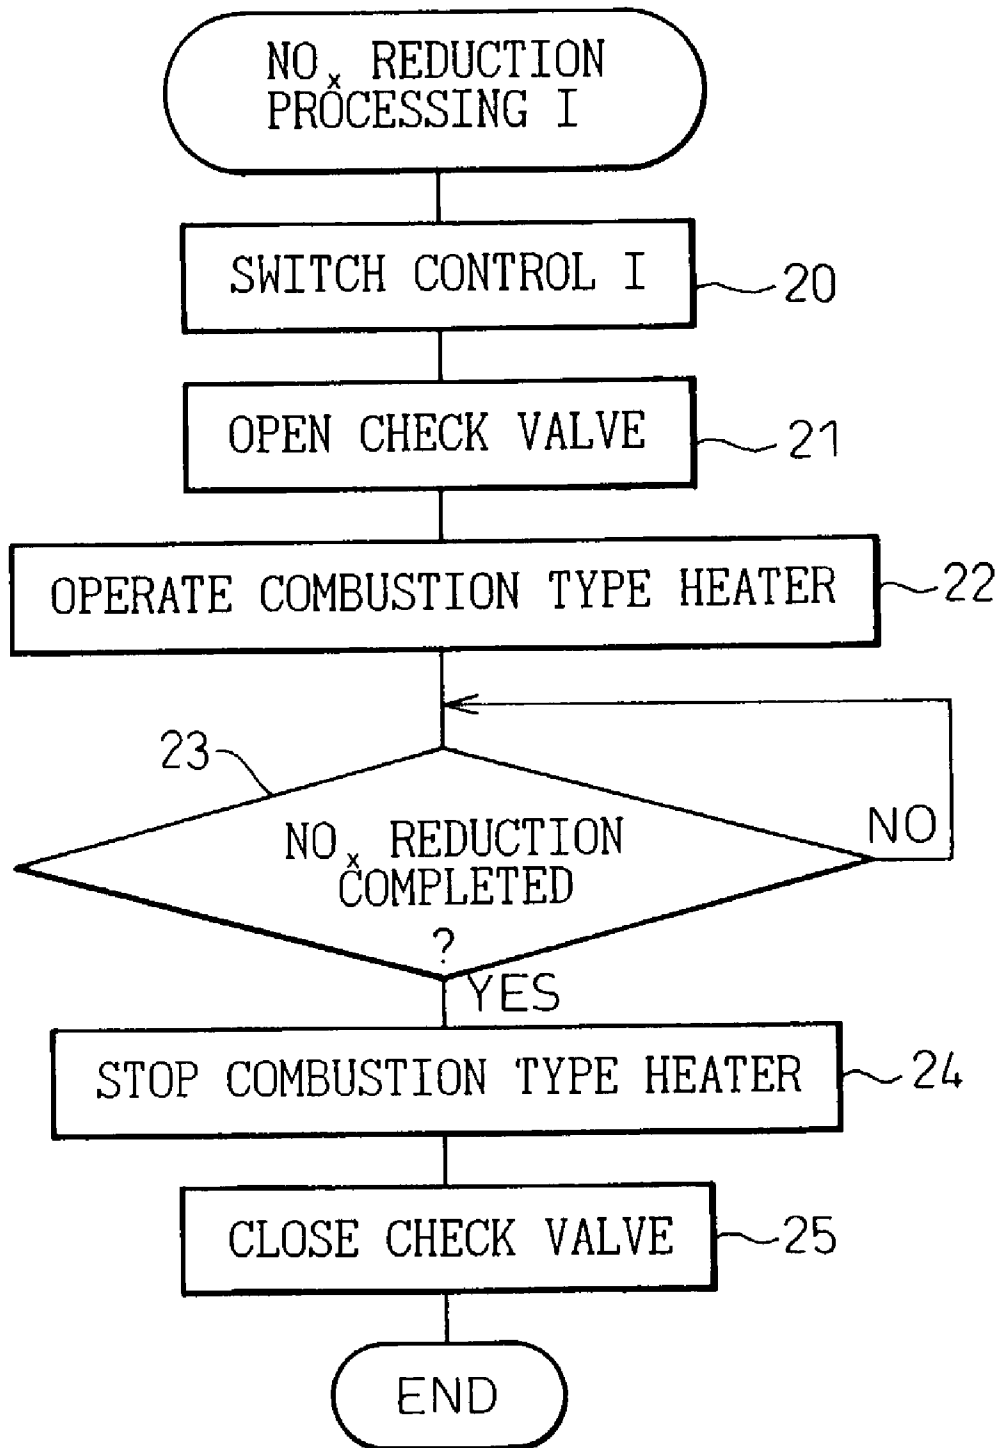 NOₓ REDUCTION
PROCESSING I
SWITCH CONTROL I
20
OPEN CHECK VALVE
21
OPERATE COMBUSTION TYPE HEATER
22
23
NOₓ REDUCTION
COMPLETED
?
NO
YES
STOP COMBUSTION TYPE HEATER
24
CLOSE CHECK VALVE
25
END